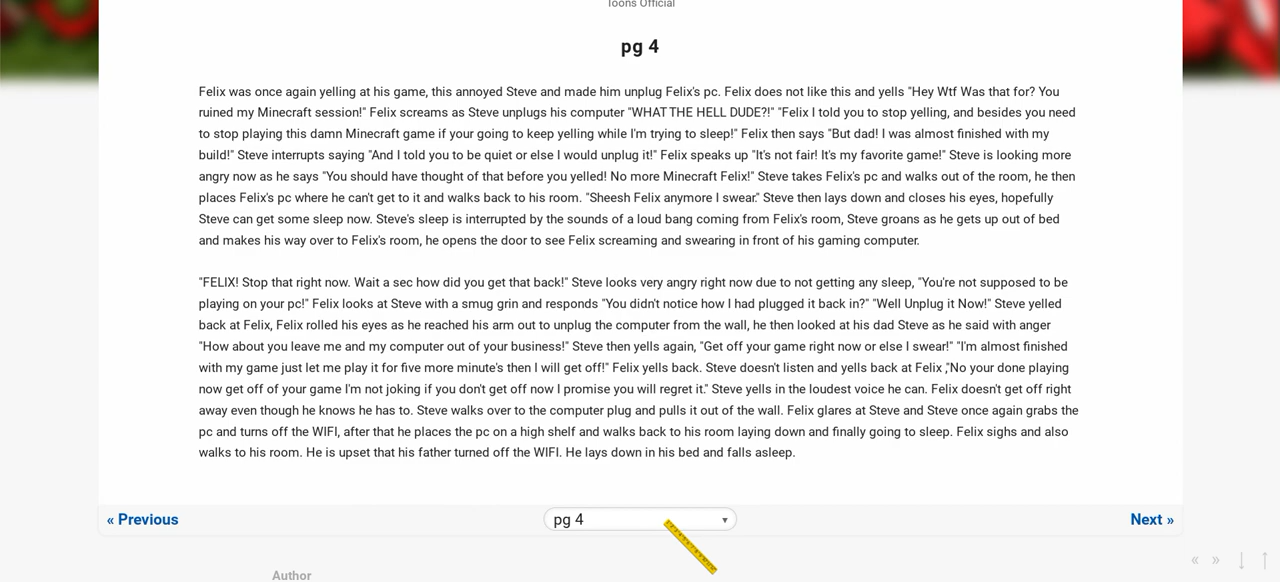 Toons Official
pg 4
Felix was once again yelling at his game, this annoyed Steve and made him unplug Felix's pc. Felix does not like this and yells "Hey Wtf Was that for? You
ruined my Minecraft session!" Felix screams as Steve unplugs his computer "WHAT THE HELL DUDE?!" "Felix I told you to stop yelling, and besides you need
to stop playing this damn Minecraft game if your going to keep yelling while I'm trying to sleep!" Felix then says "But dad! I was almost finished with my
build!" Steve interrupts saying "And I told you to be quiet or else I would unplug it!" Felix speaks up "It's not fair! It's my favorite game!" Steve is looking more
angry now as he says "You should have thought of that before you yelled! No more Minecraft Felix!" Steve takes Felix's pc and walks out of the room, he then
places Felix's pc where he can't get to it and walks back to his room. "Sheesh Felix anymore I swear." Steve then lays down and closes his eyes, hopefully
Steve can get some sleep now. Steve's sleep is interrupted by the sounds of a loud bang coming from Felix's room, Steve groans as he gets up out of bed
and makes his way over to Felix's room, he opens the door to see Felix screaming and swearing in front of his gaming computer.
"FELIX! Stop that right now. Wait a sec how did you get that back!" Steve looks very angry right now due to not getting any sleep, "You're not supposed to be
playing on your pc!" Felix looks at Steve with a smug grin and responds "You didn't notice how I had plugged it back in?" "Well Unplug it Now!" Steve yelled
back at Felix, Felix rolled his eyes as he reached his arm out to unplug the computer from the wall, he then looked at his dad Steve as he said with anger
"How about you leave me and my computer out of your business!" Steve then yells again, "Get off your game right now or else I swear!" "I'm almost finished
with my game just let me play it for five more minute's then I will get off!" Felix yells back. Steve doesn't listen and yells back at Felix ,"No your done playing
now get off of your game I'm not joking if you don't get off now I promise you will regret it." Steve yells in the loudest voice he can. Felix doesn't get off right
away even though he knows he has to. Steve walks over to the computer plug and pulls it out of the wall. Felix glares at Steve and Steve once again grabs the
pc and turns off the WIFI, after that he places the pc on a high shelf and walks back to his room laying down and finally going to sleep. Felix sighs and also
walks to his room. He is upset that his father turned off the WIFI. He lays down in his bed and falls asleep.
« Previous
pg 4
Next »
Author